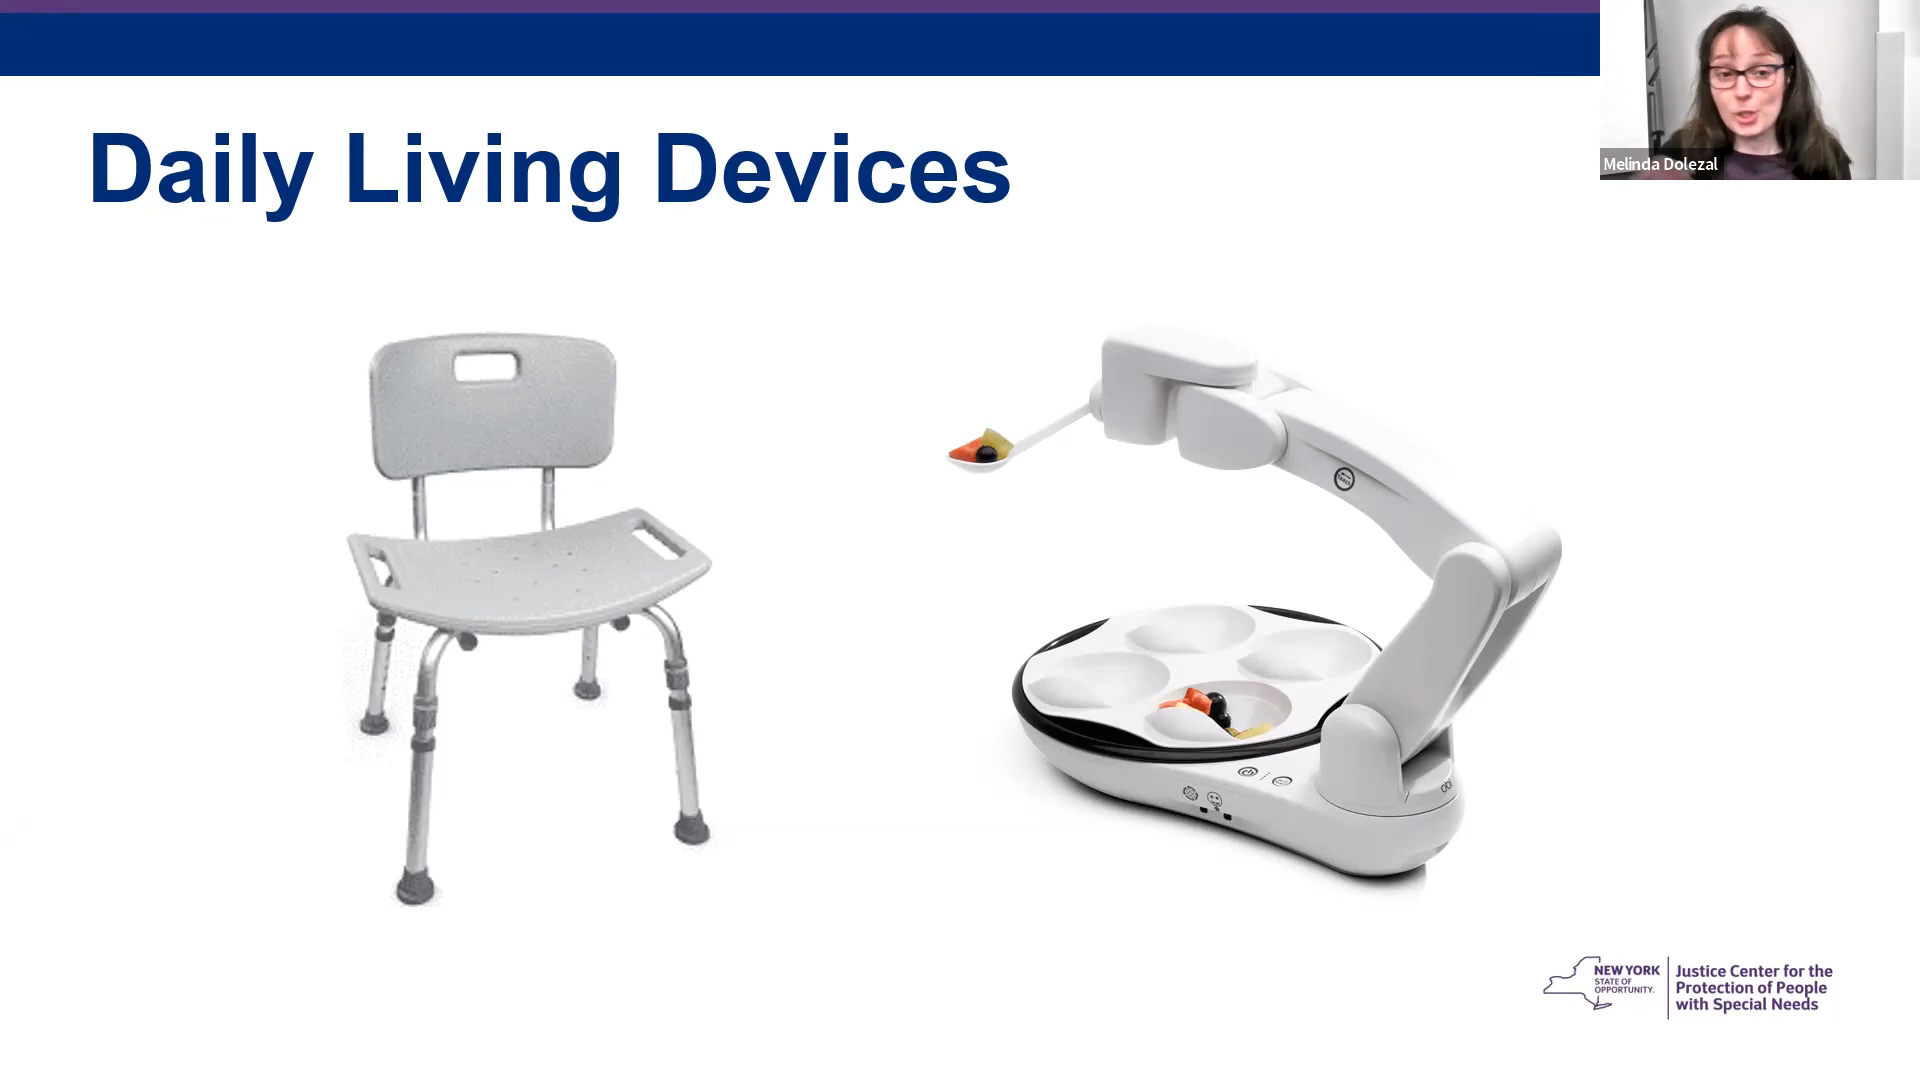 Daily Living Devices
Melinda Dolezal
Teach
NEW YORK
STATE OF
OPPORTUNITY.
Justice Center for the
Protection of People
with Special Needs